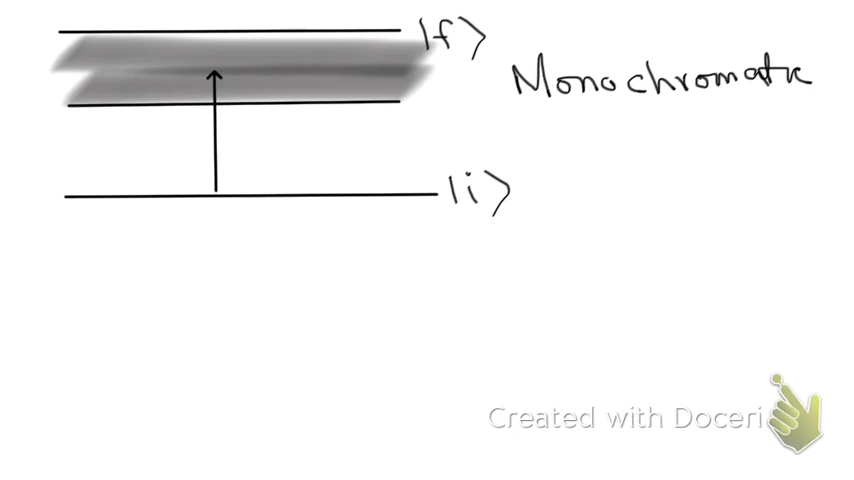 |f⟩
Monochromatic
|i⟩
Created with Doceri